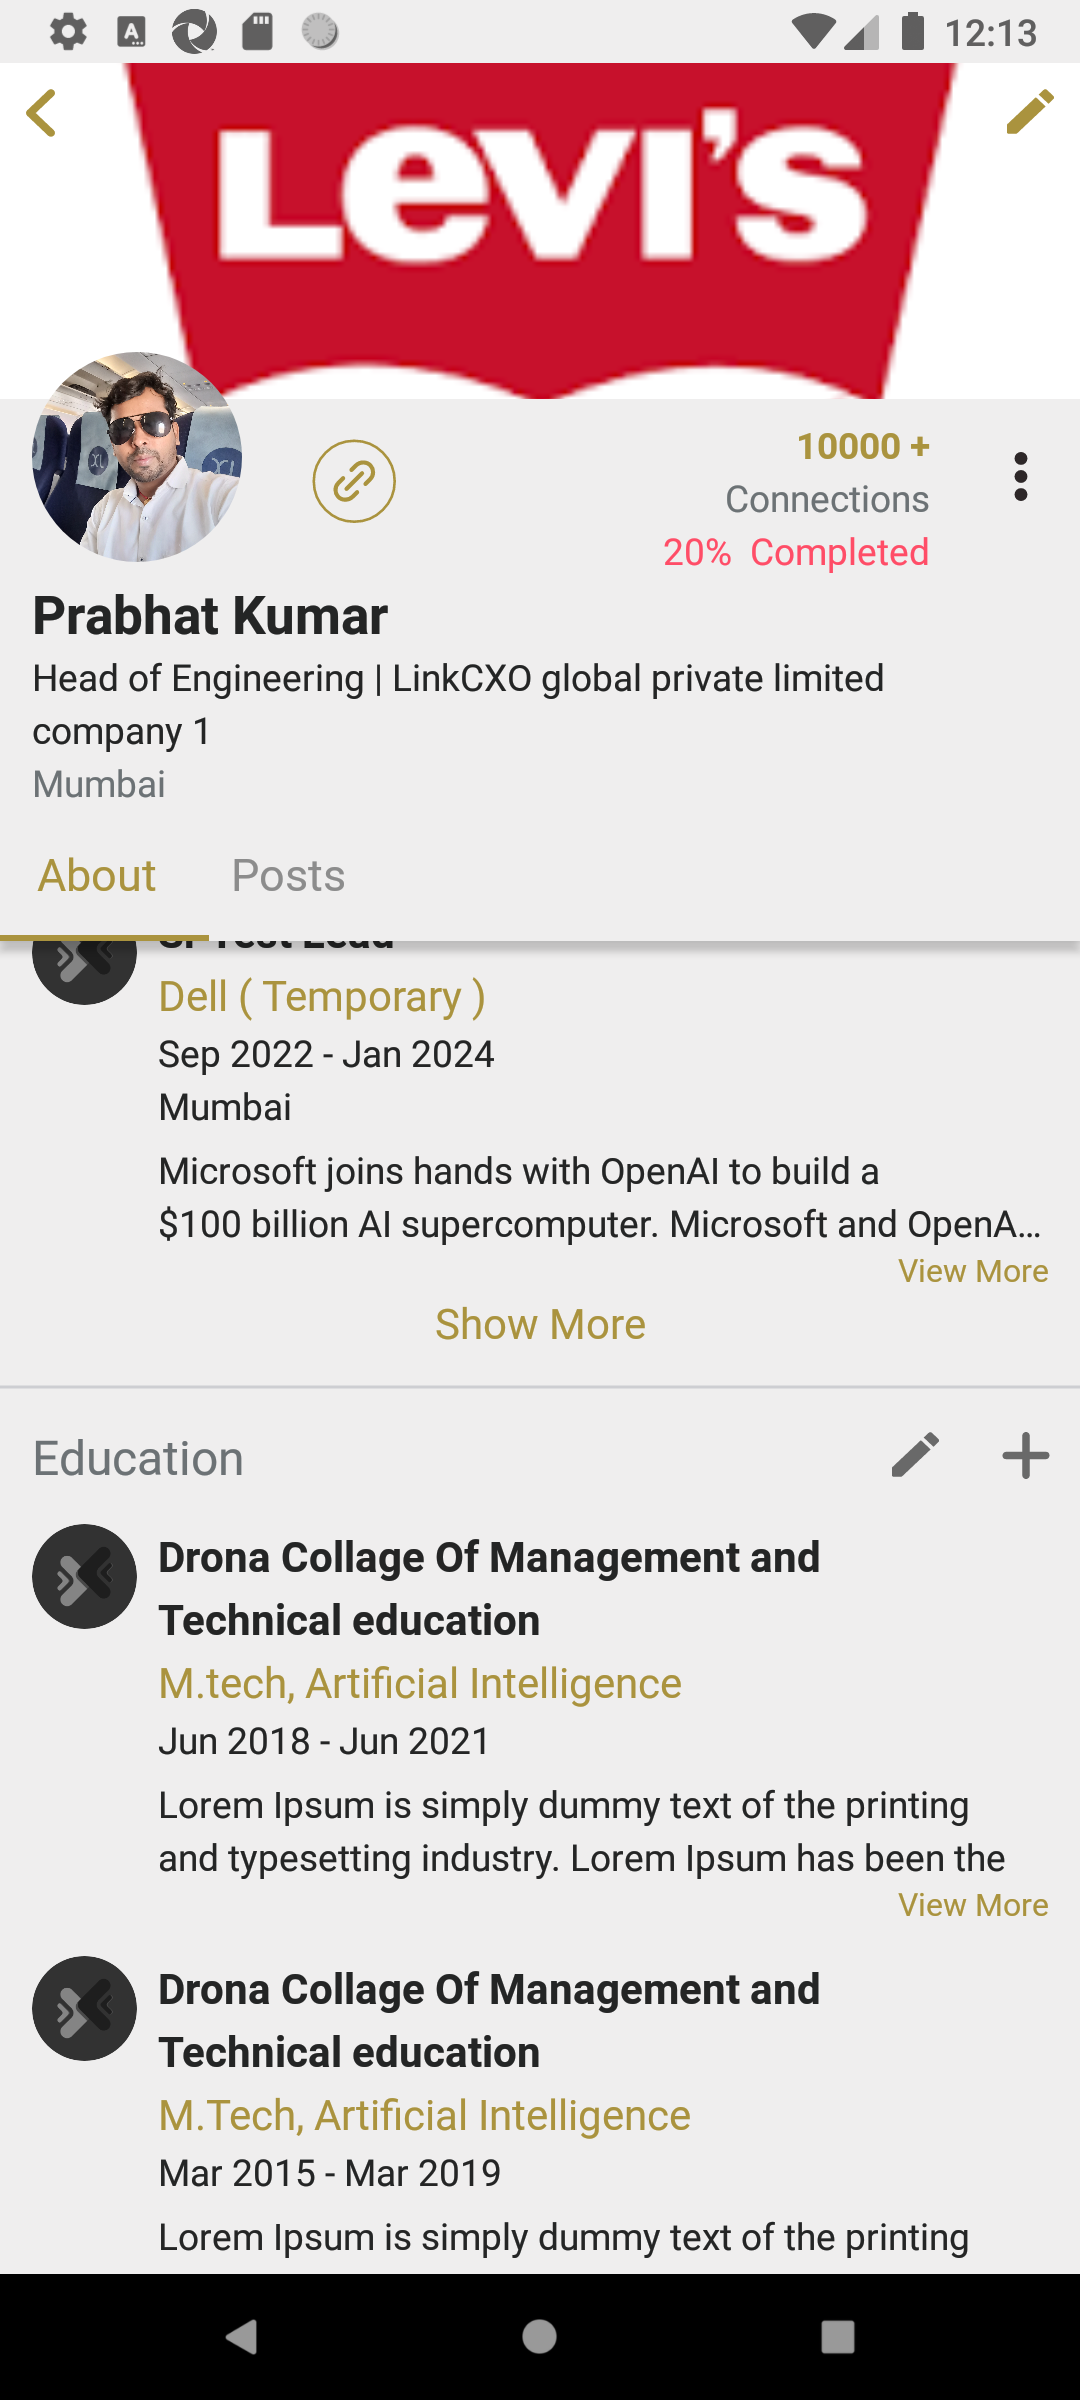 12:13
LEVI'S
10000 +
Connections
20% Completed
Prabhat Kumar
Head of Engineering | LinkCXO global private limited
company 1
Mumbai
About Posts
Sr Test Lead
Dell ( Temporary )
Sep 2022 - Jan 2024
Mumbai
Microsoft joins hands with OpenAI to build a
$100 billion AI supercomputer. Microsoft and OpenA...
View More
Show More
Education
Drona Collage Of Management and
Technical education
M.tech, Artificial Intelligence
Jun 2018 - Jun 2021
Lorem Ipsum is simply dummy text of the printing
and typesetting industry. Lorem Ipsum has been the
View More
Drona Collage Of Management and
Technical education
M.Tech, Artificial Intelligence
Mar 2015 - Mar 2019
Lorem Ipsum is simply dummy text of the printing